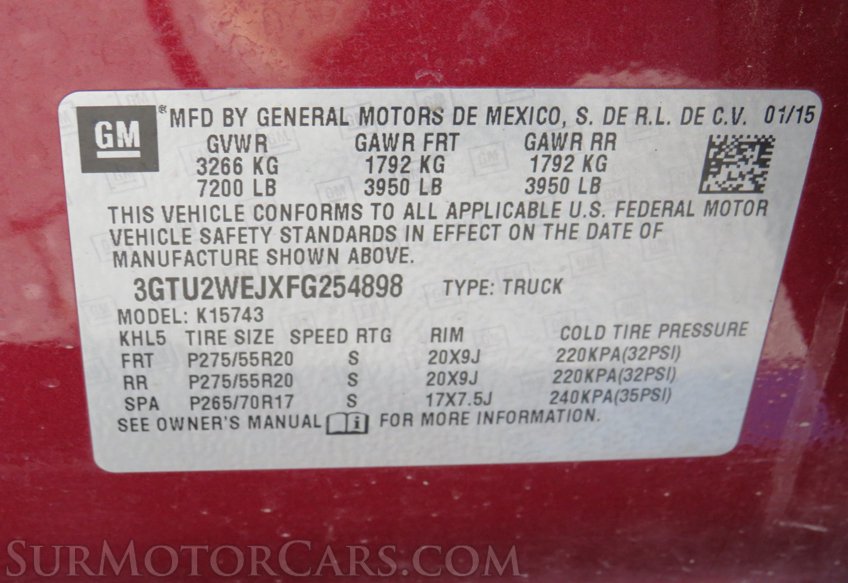 GM ® MFD BY GENERAL MOTORS DE MEXICO, S. DE R.L. DE C.V. 01/15
GVWR GAWR FRT GAWR RR
3266 KG 1792 KG 1792 KG
7200 LB 3950 LB 3950 LB
THIS VEHICLE CONFORMS TO ALL APPLICABLE U.S. FEDERAL MOTOR
VEHICLE SAFETY STANDARDS IN EFFECT ON THE DATE OF
MANUFACTURE SHOWN ABOVE.
3GTU2WEJXFG254898 TYPE: TRUCK
MODEL: K15743
KHL5 TIRE SIZE SPEED RTG RIM COLD TIRE PRESSURE
FRT P275/55R20 S 20X9J 220KPA(32PSI)
RR P275/55R20 S 20X9J 220KPA(32PSI)
SPA P265/70R17 S 17X7.5J 240KPA(35PSI)
SEE OWNER'S MANUAL FOR MORE INFORMATION.
SURMOTORCARS.COM